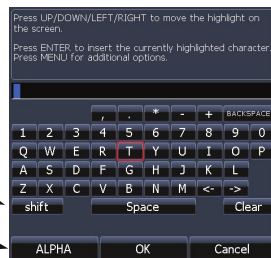 Press UP/DOWN/LEFT/RIGHT to move the highlight on
the screen.
Press ENTER to insert the currently highlighted character.
Press MENU for additional options.
, . * - + BACKSPACE
1 2 3 4 5 6 7 8 9 0
Q W E R T Y U I O P
A S D F G H J K L
Z X C V B N M <- ->
shift Space Clear
ALPHA OK Cancel